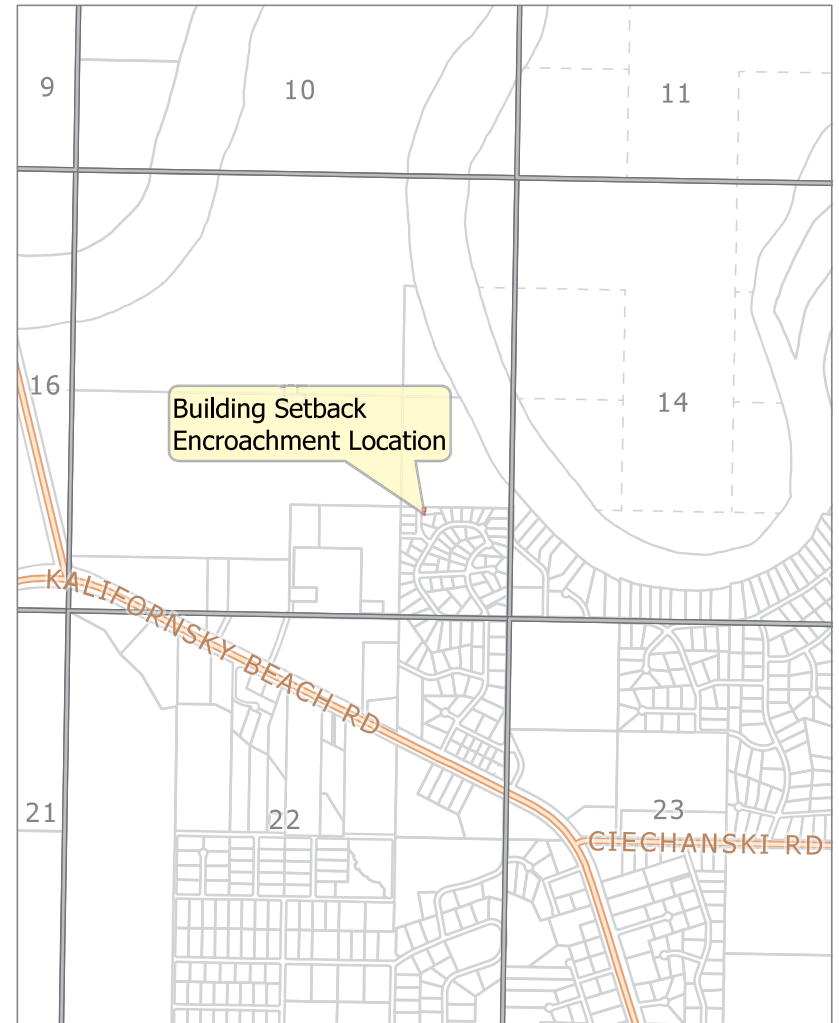 9
10
11
16
Building Setback
Encroachment Location
14
KALIFORNSKY BEACH RD
21
22
23
CIECHANSKI RD